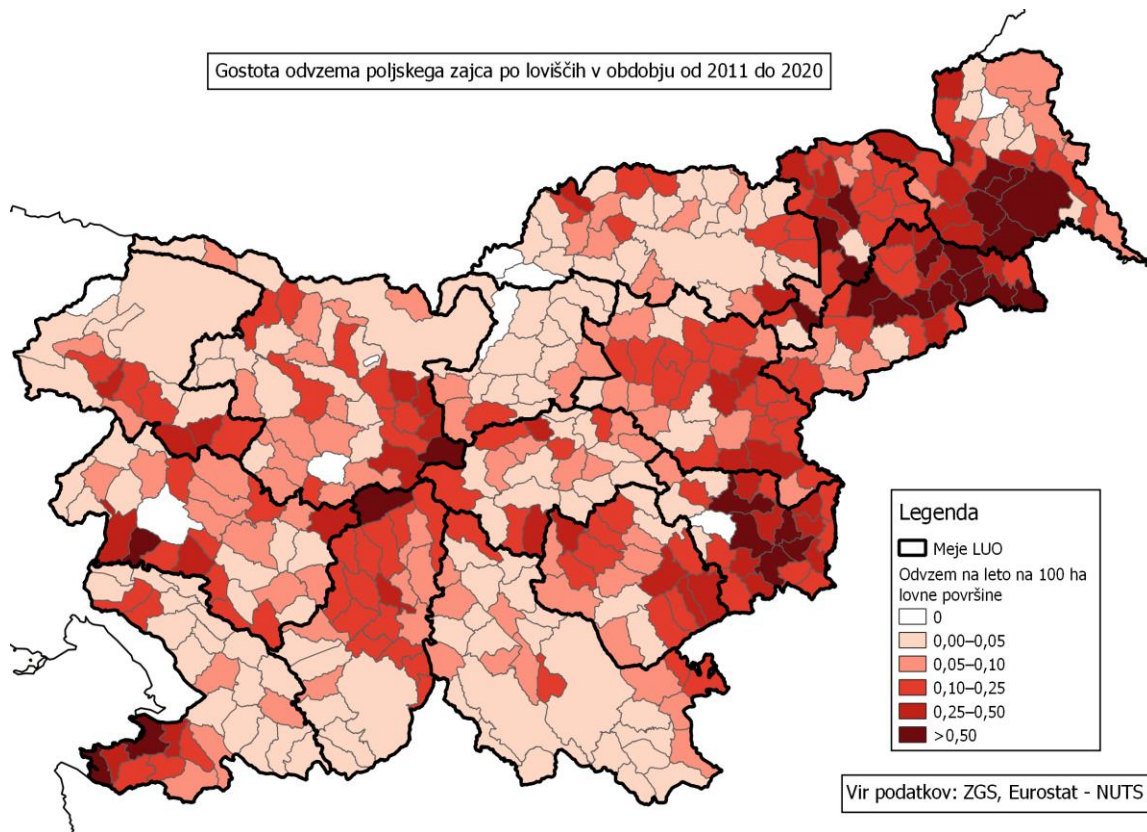 Gostota odvzema poljskega zajca po loviščih v obdobju od 2011 do 2020
Legenda
Meje LUO
Odvzem na leto na 100 ha
lovne površine
0
0,00–0,05
0,05–0,10
0,10–0,25
0,25–0,50
>0,50
Vir podatkov: ZGS, Eurostat - NUTS